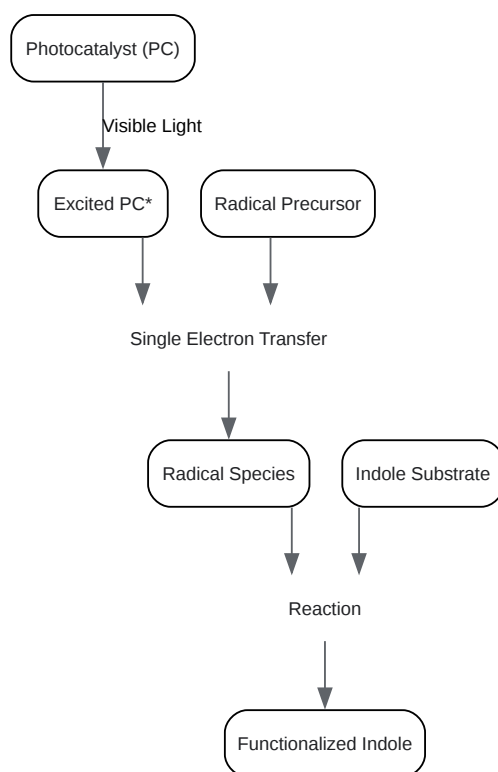 Photocatalyst (PC)
Visible Light
Excited PC*
Radical Precursor
Single Electron Transfer
Radical Species
Indole Substrate
Reaction
Functionalized Indole